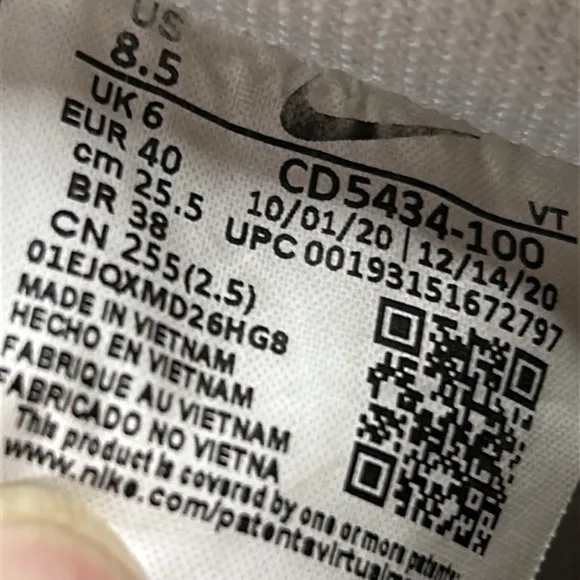 US
8.5
UK 6
EUR 40
cm 25.5
BR 38
CN 255(2.5)
01EJQXMD26HG8
MADE IN VIETNAM
HECHO EN VIETNAM
FABRIQUE AU VIETNAM
FABRICADO NO VIETNA
This product is covered by one or more patents
www.nike.com/patents
VT
CD5434-100
10/01/20 | 12/14/20
UPC 00193151672797